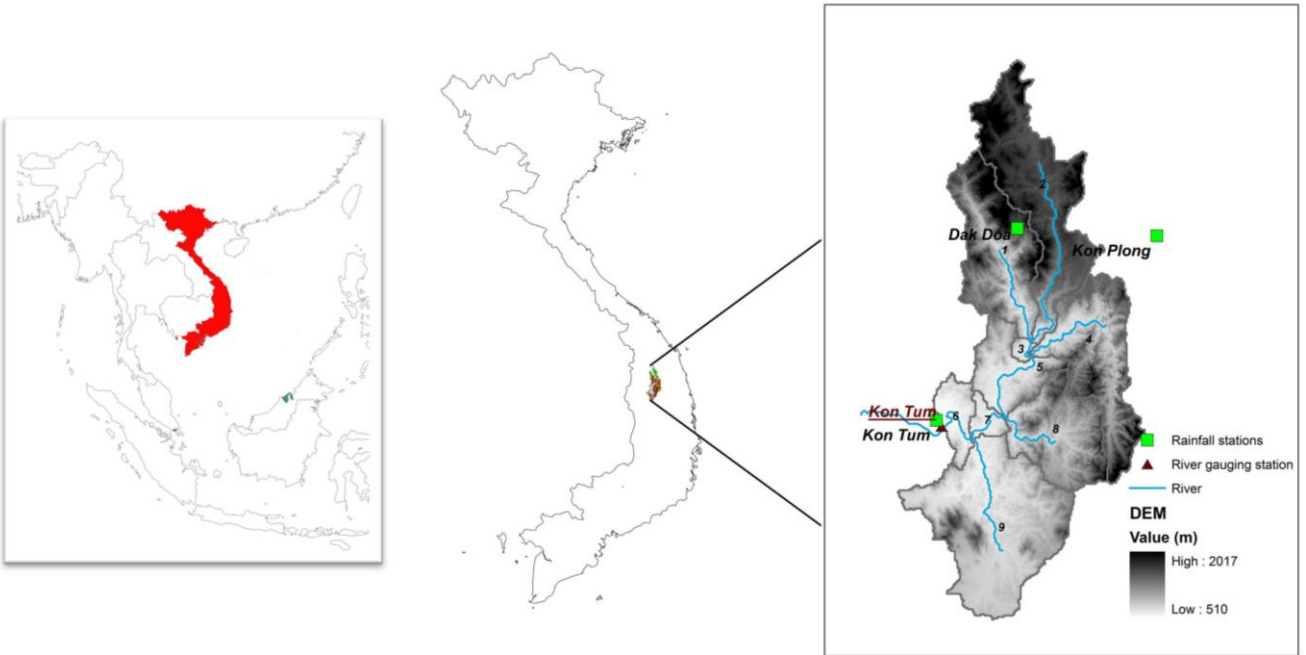 2
Dak Doa
Kon Plong
1
4
3
5
Kon Tum
6
7
Kon Tum
8
Rainfall stations
River gauging station
River
9
DEM
Value (m)
High : 2017
Low : 510